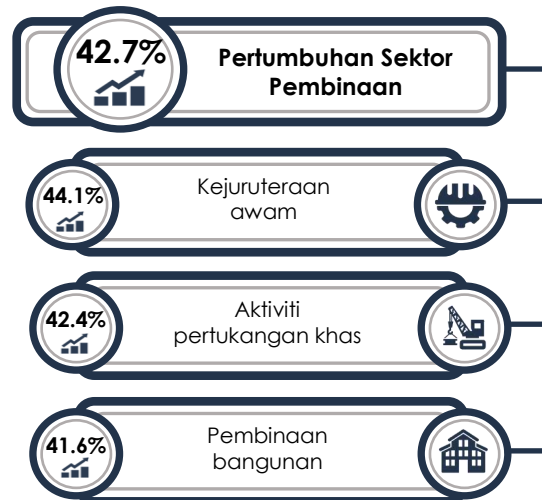 42.7%
Pertumbuhan Sektor
Pembinaan
44.1%
Kejuruteraan
awam
42.4%
Aktiviti
pertukangan khas
41.6%
Pembinaan
bangunan